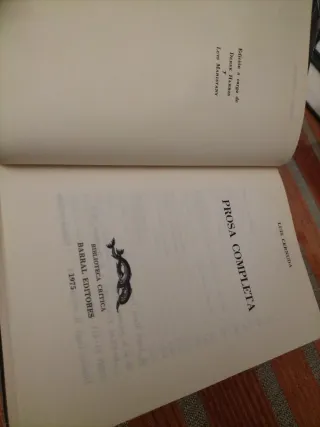 Edición a cargo de
Derek Harris
y
Luis Maristany
LUIS CERNUDA
PROSA COMPLETA
BIBLIOTECA CRÍTICA
BARRAL EDITORES
1975